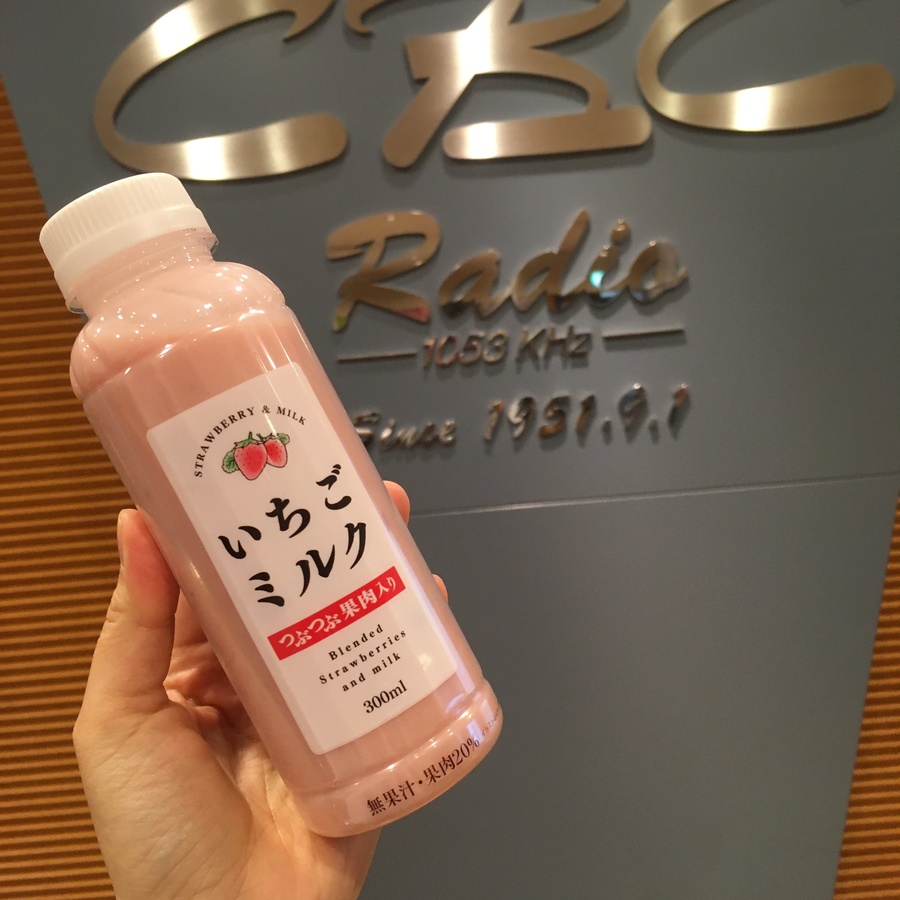 CBC
Radio
1053 KHz
Since 1951.9.1
STRAWBERRY & MILK
いちご
ミルク
つぶつぶ果肉入り
Blended
Strawberries
and milk
300ml
無果汁・果肉20%